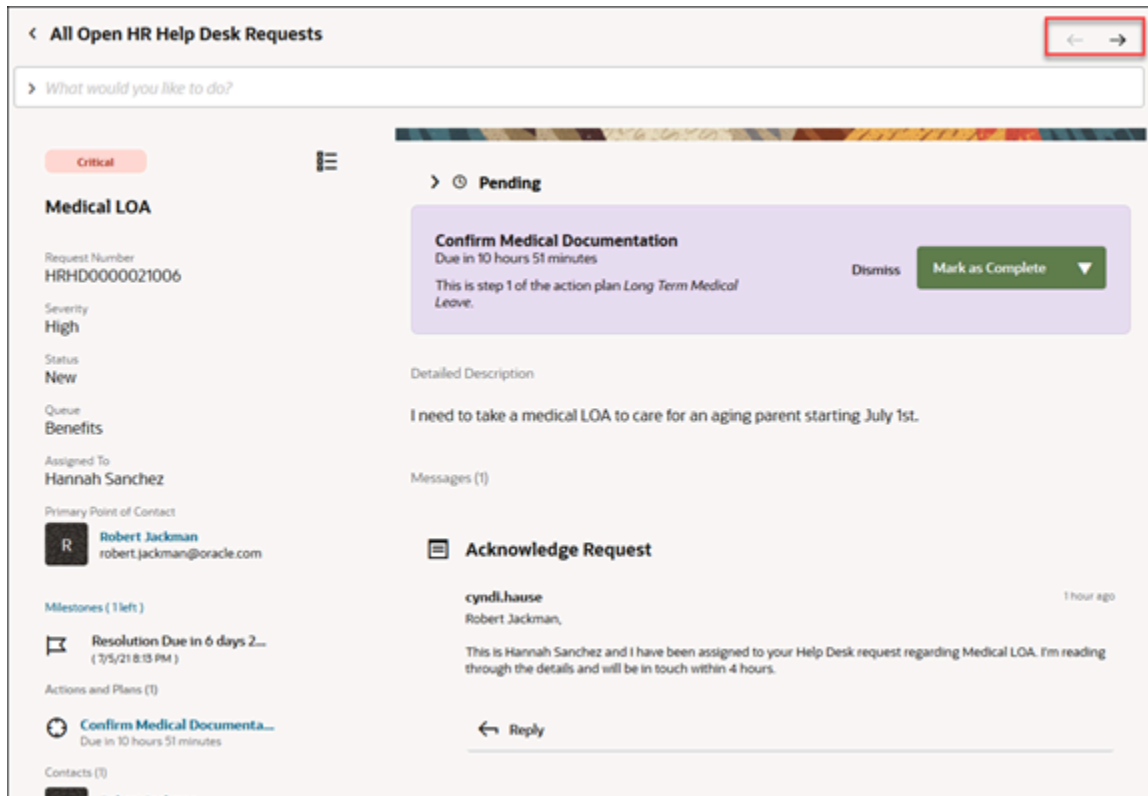 All Open HR Help Desk Requests
What would you like to do?
Critical
Medical LOA
Request Number
HRHD0000021006
Severity
High
Status
New
Queue
Benefits
Assigned To
Hannah Sanchez
Primary Point of Contact
R
Robert Jackman
robert.jackman@oracle.com
Milestones ( 1 left )
Resolution Due in 6 days 2...
( 7/5/21 8:13 PM )
Actions and Plans (1)
Confirm Medical Documenta...
Due in 10 hours 51 minutes
Contacts (1)
Pending
Confirm Medical Documentation
Due in 10 hours 51 minutes
This is step 1 of the action plan Long Term Medical
Leave.
Dismiss
Mark as Complete
Detailed Description
I need to take a medical LOA to care for an aging parent starting July 1st.
Messages (1)
Acknowledge Request
cyndi.hause
1 hour ago
Robert Jackman,
This is Hannah Sanchez and I have been assigned to your Help Desk request regarding Medical LOA. I'm reading
through the details and will be in touch within 4 hours.
Reply